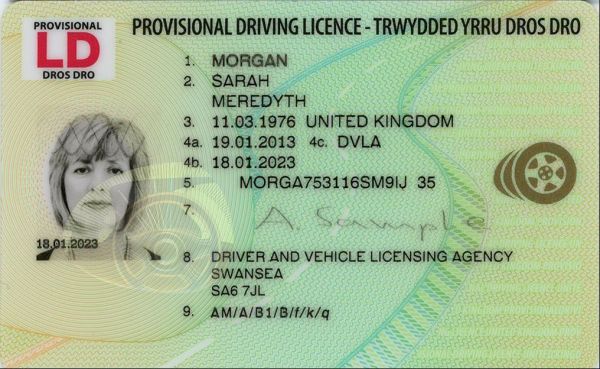 PROVISIONAL
LD
DROS DRO
PROVISIONAL DRIVING LICENCE - TRWYDDED YRRU DROS DRO
1. MORGAN
2. SARAH
MEREDYTH
3. 11.03.1976 UNITED KINGDOM
4a. 19.01.2013 4c. DVLA
4b. 18.01.2023
5. MORGA753116SM9IJ 35
7. A. Sample
18.01.2023
8. DRIVER AND VEHICLE LICENSING AGENCY
SWANSEA
SA6 7JL
9. AM/A/B1/B/f/k/q